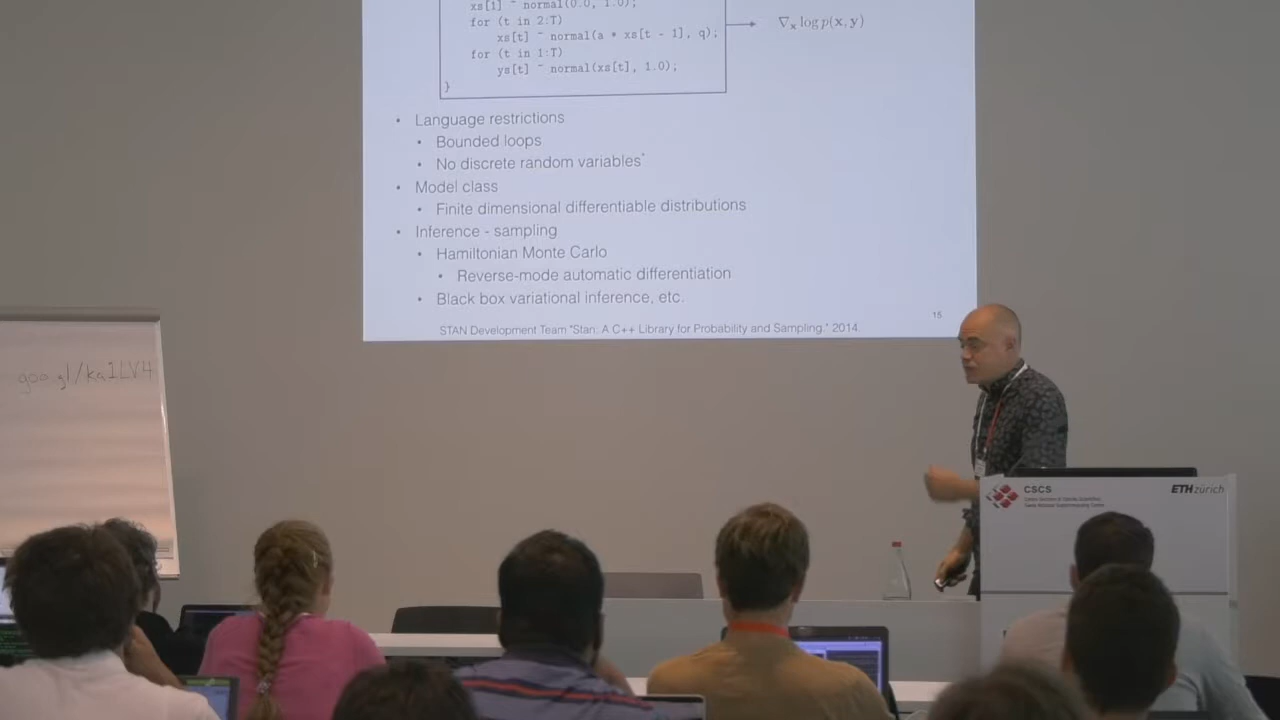 xs[1] ~ normal(0.0, 1.0);
for (t in 2:T)
xs[t] ~ normal(a * xs[t - 1], q);
for (t in 1:T)
ys[t] ~ normal(xs[t], 1.0);
}
∇ₓ log p(x, y)
• Language restrictions
• Bounded loops
• No discrete random variables*
• Model class
• Finite dimensional differentiable distributions
• Inference - sampling
• Hamiltonian Monte Carlo
• Reverse-mode automatic differentiation
• Black box variational inference, etc.
15
STAN Development Team "Stan: A C++ Library for Probability and Sampling." 2014.
goo.gl/ka1LV4
CSCS
ETHzürich